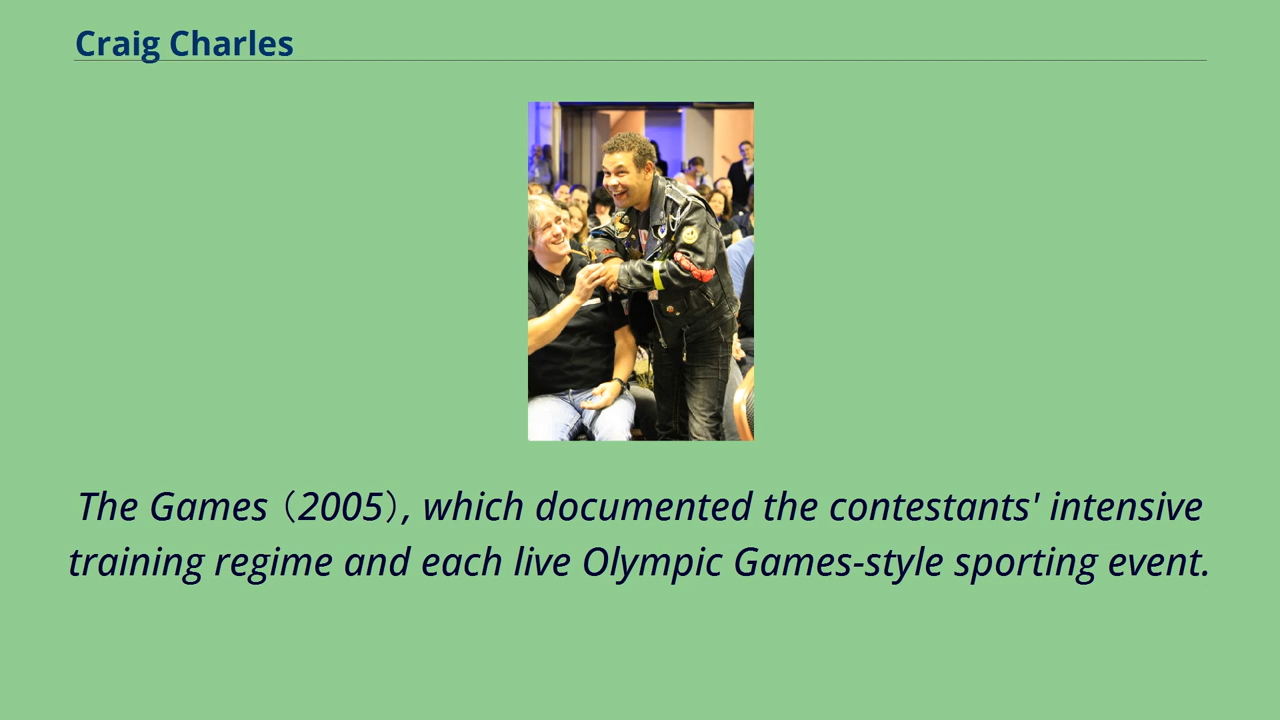 Craig Charles
The Games（2005）, which documented the contestants' intensive
training regime and each live Olympic Games-style sporting event.